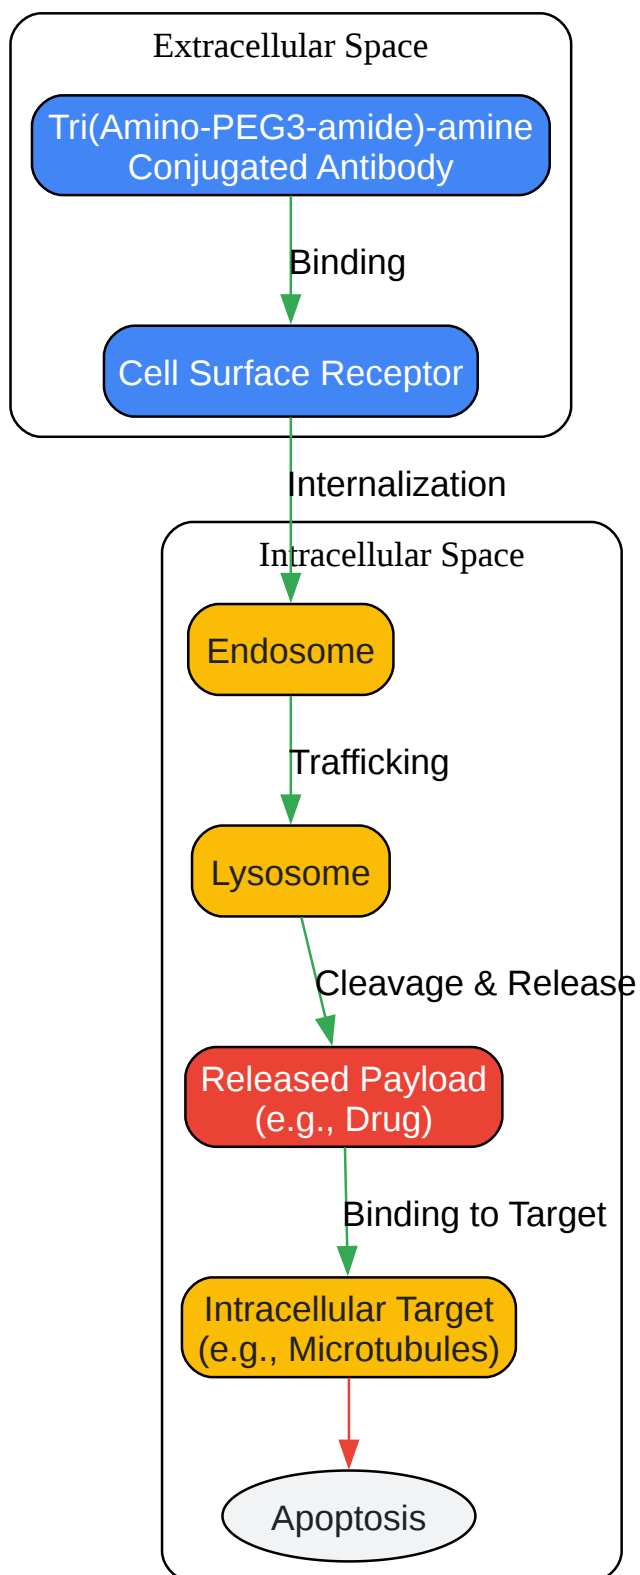 Extracellular Space
Tri(Amino-PEG3-amide)-amine
Conjugated Antibody
Binding
Cell Surface Receptor
Internalization
Intracellular Space
Endosome
Trafficking
Lysosome
Cleavage & Release
Released Payload
(e.g., Drug)
Binding to Target
Intracellular Target
(e.g., Microtubules)
Apoptosis